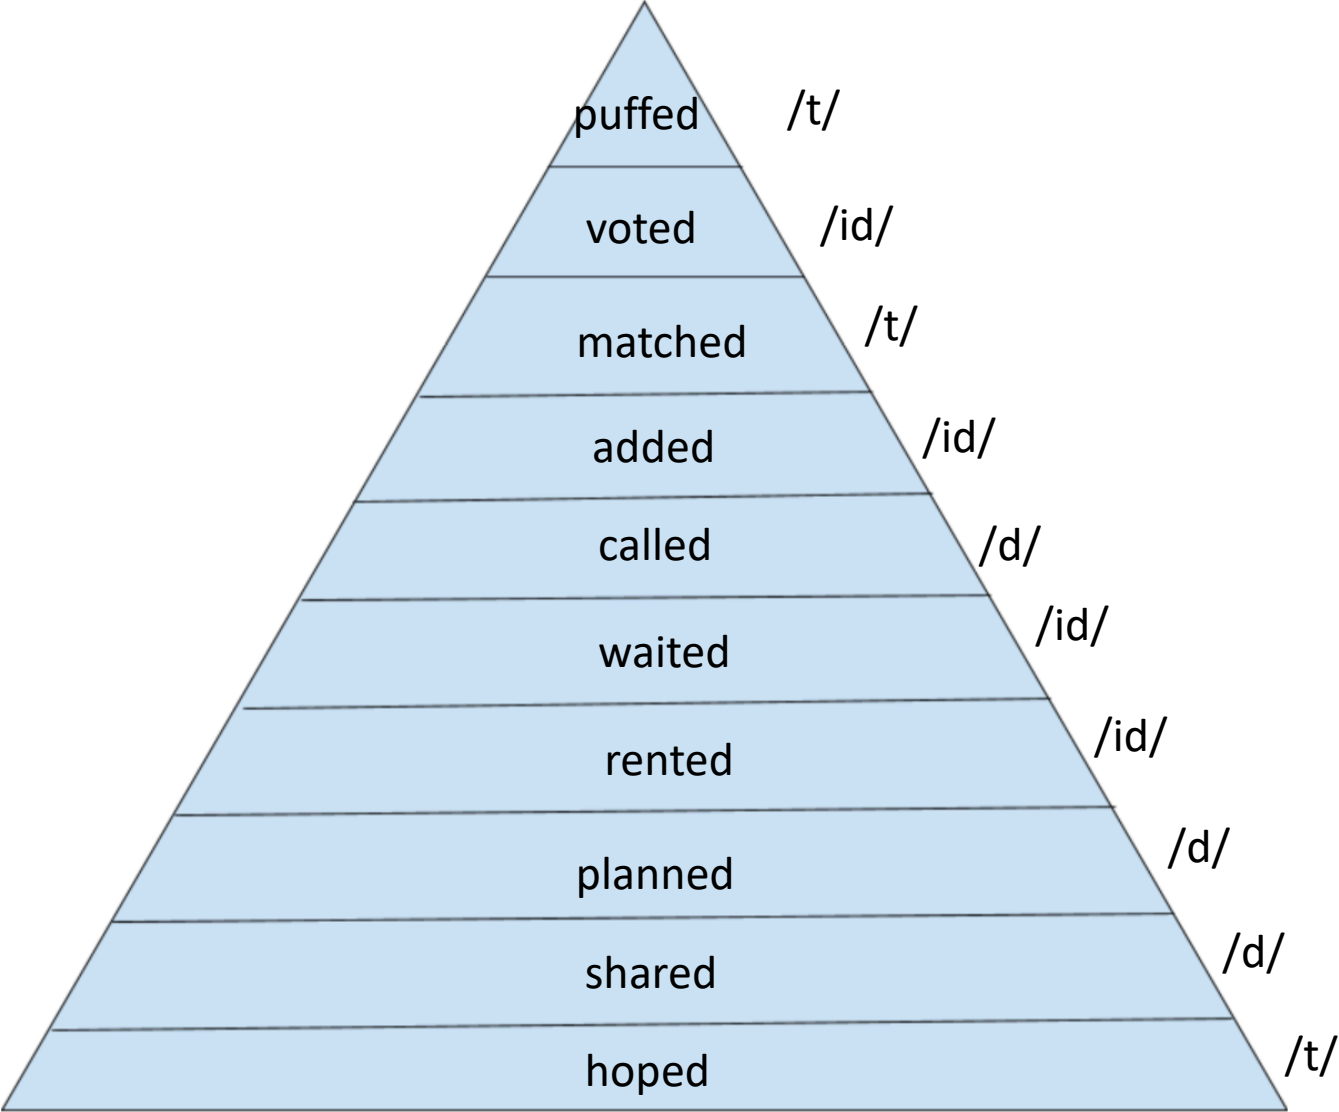 puffed /t/
voted /id/
matched /t/
added /id/
called /d/
waited /id/
rented /id/
planned /d/
shared /d/
hoped /t/